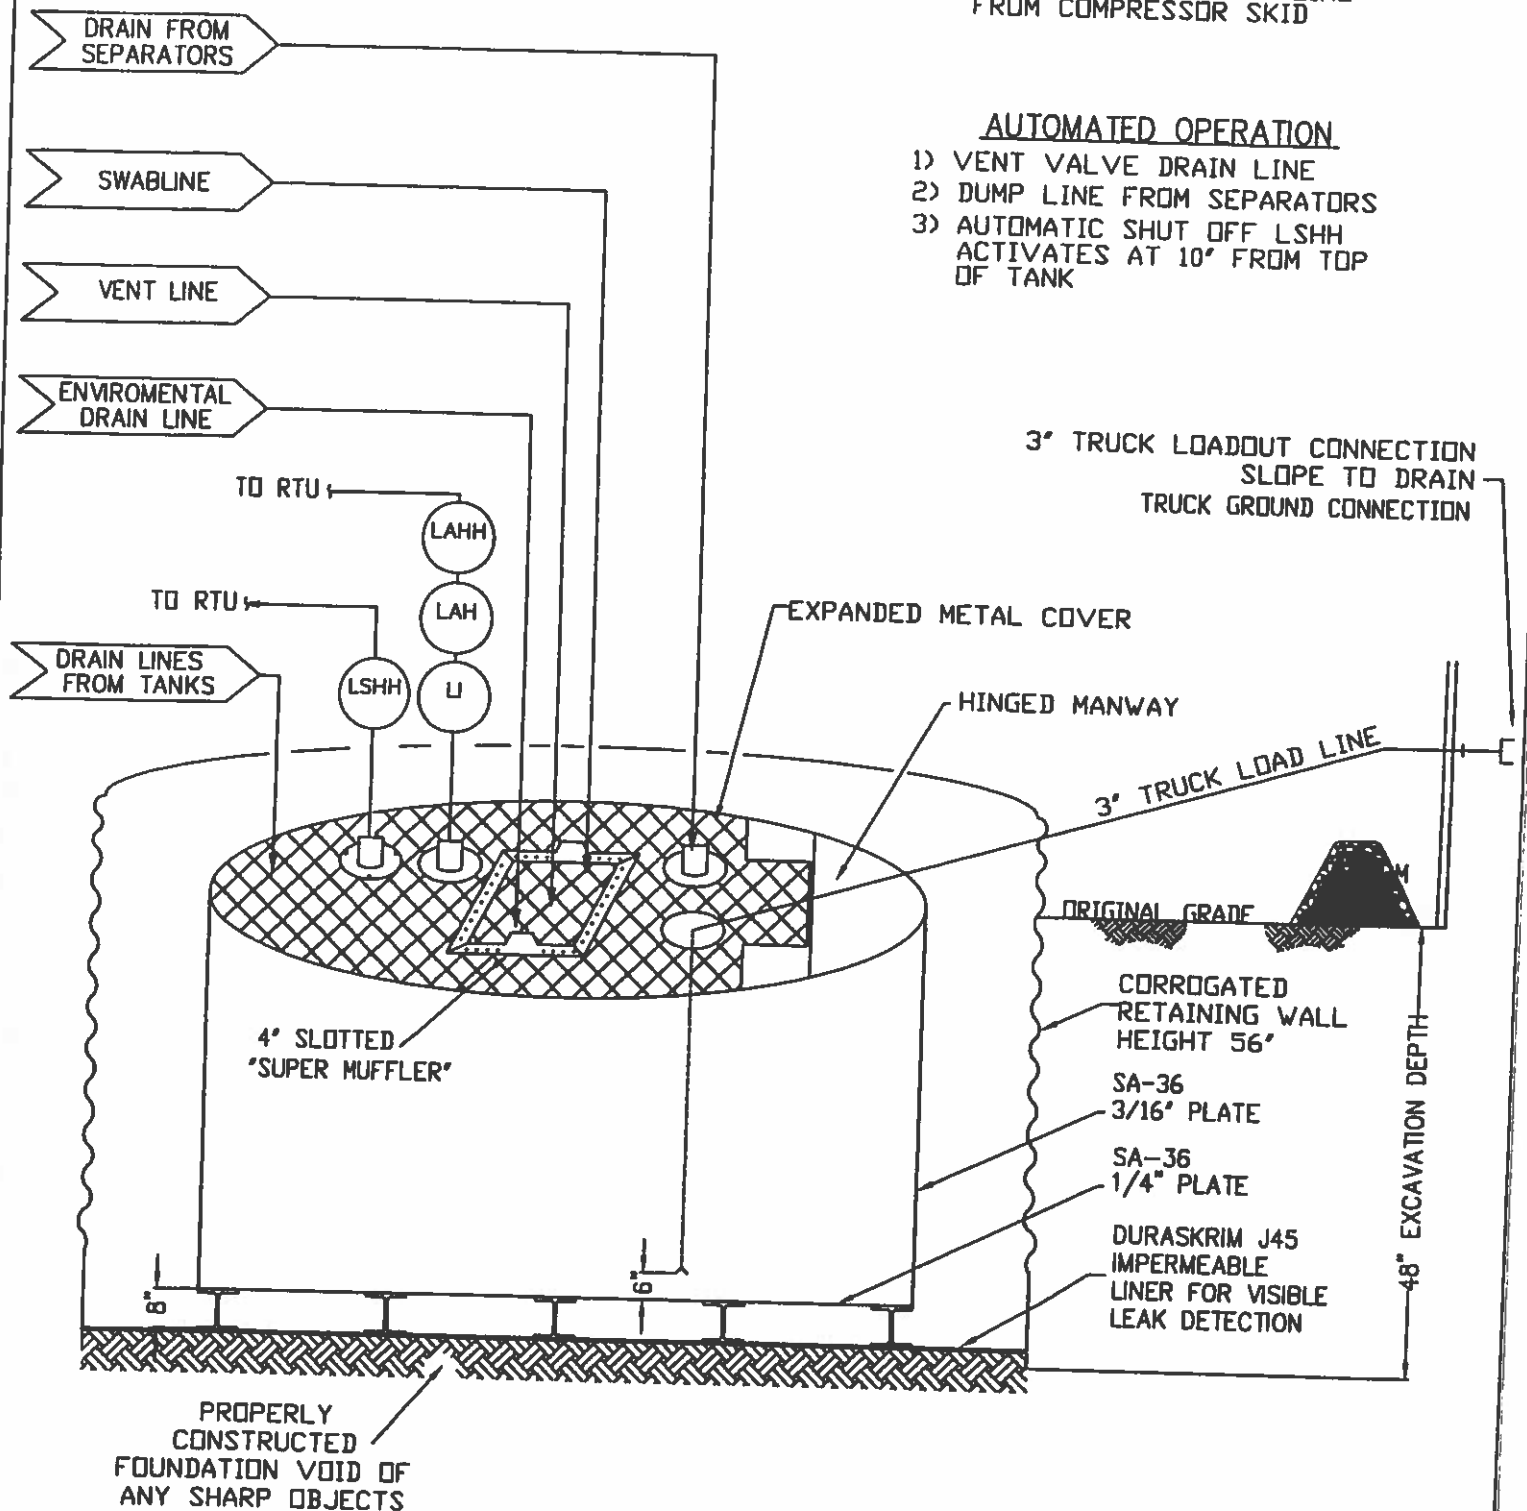 FROM COMPRESSOR SKID
DRAIN FROM
SEPARATORS
AUTOMATED OPERATION
1) VENT VALVE DRAIN LINE
2) DUMP LINE FROM SEPARATORS
3) AUTOMATIC SHUT OFF LSHH
ACTIVATES AT 10" FROM TOP
OF TANK
SWABLINE
VENT LINE
ENVIROMENTAL
DRAIN LINE
3" TRUCK LOADOUT CONNECTION
SLOPE TO DRAIN
TRUCK GROUND CONNECTION
TO RTU
LAHH
TO RTU
LAH
EXPANDED METAL COVER
DRAIN LINES
FROM TANKS
LSHH
LI
HINGED MANWAY
3" TRUCK LOAD LINE
M
ORIGINAL GRADE
CORROGATED
RETAINING WALL
HEIGHT 56"
4" SLOTTED
"SUPER MUFFLER"
SA-36
3/16" PLATE
SA-36
1/4" PLATE
48" EXCAVATION DEPTH
DURASKRIM J45
IMPERMEABLE
LINER FOR VISIBLE
LEAK DETECTION
8"
6"
PROPERLY
CONSTRUCTED
FOUNDATION VOID OF
ANY SHARP OBJECTS